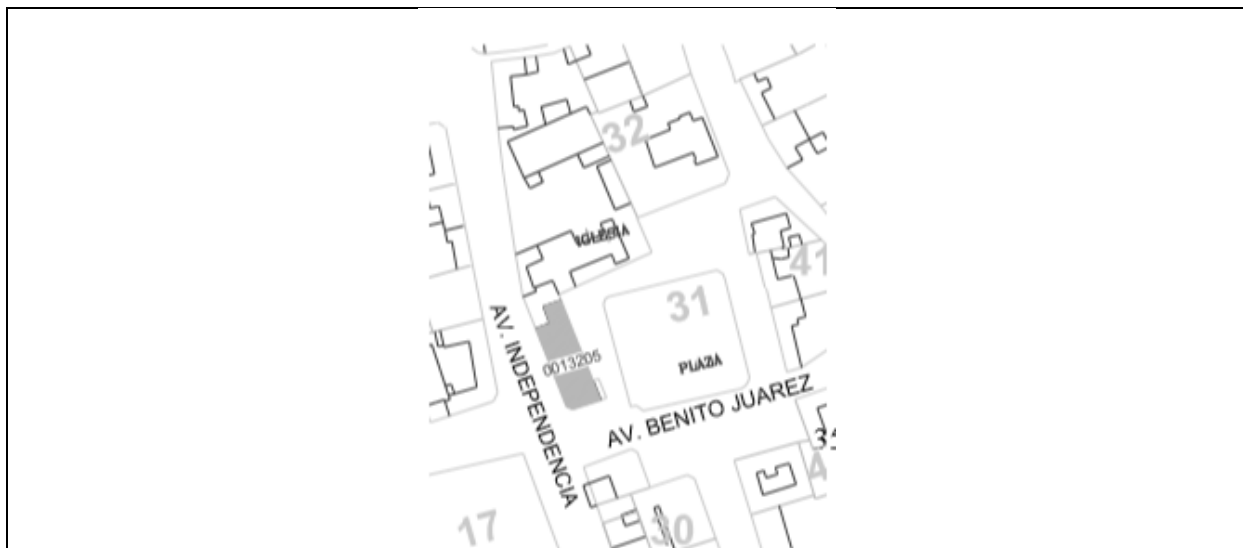 32
IGLESIA
41
31
AV. INDEPENDENCIA
0013205
PLAZA
AV. BENITO JUAREZ
17
30